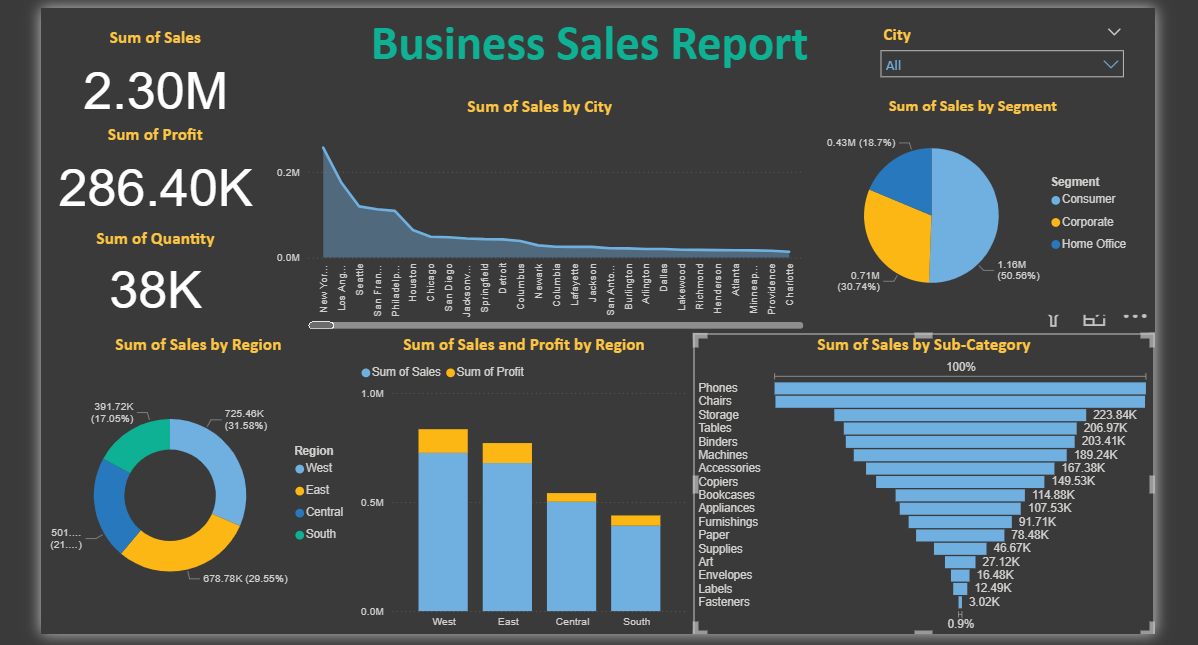 Business Sales Report
Sum of Sales
2.30M
Sum of Profit
286.40K
Sum of Quantity
38K
City
All
Sum of Sales by City
0.2M
0.0M
New Yor...
Los Ang...
Seattle
San Fran...
Philadelp...
Houston
Chicago
San Diego
Jacksonv...
Springfield
Detroit
Columbus
Newark
Columbia
Lafayette
Jackson
San Anto...
Burlington
Arlington
Dallas
Lakewood
Richmond
Henderson
Atlanta
Minneap...
Providence
Charlotte
Sum of Sales by Segment
0.43M (18.7%)
0.71M
(30.74%)
1.16M
(50.56%)
Segment
Consumer
Corporate
Home Office
Sum of Sales by Region
391.72K
(17.05%)
725.46K
(31.58%)
501....
(21....)
678.78K (29.55%)
Region
West
East
Central
South
Sum of Sales and Profit by Region
Sum of Sales Sum of Profit
1.0M
0.5M
0.0M
West East Central South
Sum of Sales by Sub-Category
100%
Phones
Chairs
Storage 223.84K
Tables 206.97K
Binders 203.41K
Machines 189.24K
Accessories 167.38K
Copiers 149.53K
Bookcases 114.88K
Appliances 107.53K
Furnishings 91.71K
Paper 78.48K
Supplies 46.67K
Art 27.12K
Envelopes 16.48K
Labels 12.49K
Fasteners 3.02K
0.9%